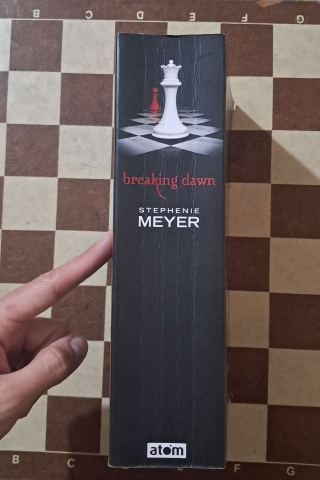 B C D E F G
breaking dawn
STEPHENIE
MEYER
atom
B C F G